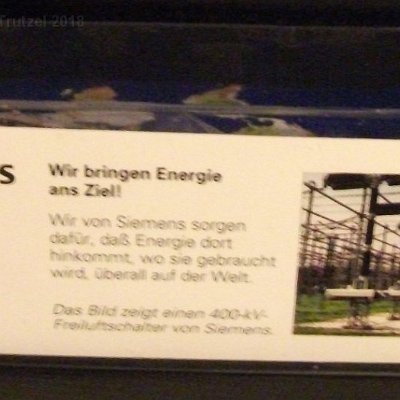 Trutzel 2018
S
Wir bringen Energie
ans Ziel!
Wir von Siemens sorgen
dafür, daß Energie dort
hinkommt, wo sie gebraucht
wird, überall auf der Welt.
Das Bild zeigt einen 400-kV-
Freiluftschalter von Siemens.